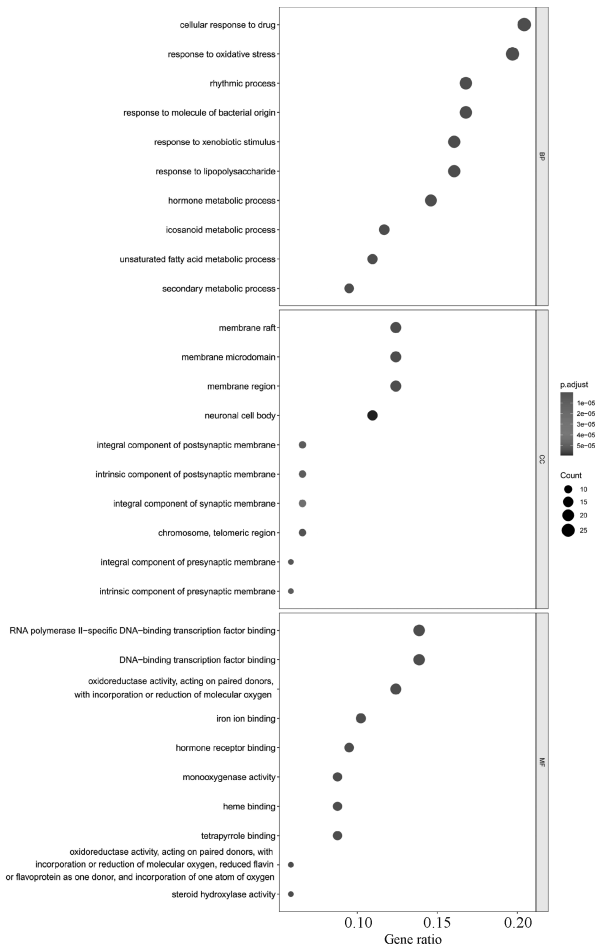 cellular response to drug
response to oxidative stress
rhythmic process
response to molecule of bacterial origin
response to xenobiotic stimulus
response to lipopolysaccharide
hormone metabolic process
icosanoid metabolic process
unsaturated fatty acid metabolic process
secondary metabolic process
BP
membrane raft
membrane microdomain
membrane region
neuronal cell body
integral component of postsynaptic membrane
intrinsic component of postsynaptic membrane
integral component of synaptic membrane
chromosome, telomeric region
integral component of presynaptic membrane
intrinsic component of presynaptic membrane
CC
RNA polymerase II−specific DNA−binding transcription factor binding
DNA−binding transcription factor binding
oxidoreductase activity, acting on paired donors,
with incorporation or reduction of molecular oxygen
iron ion binding
hormone receptor binding
monooxygenase activity
heme binding
tetrapyrrole binding
oxidoreductase activity, acting on paired donors, with
incorporation or reduction of molecular oxygen, reduced flavin
or flavoprotein as one donor, and incorporation of one atom of oxygen
steroid hydroxylase activity
MF
0.10 0.15 0.20
Gene ratio
p.adjust
1e−05
2e−05
3e−05
4e−05
5e−05
Count
10
15
20
25